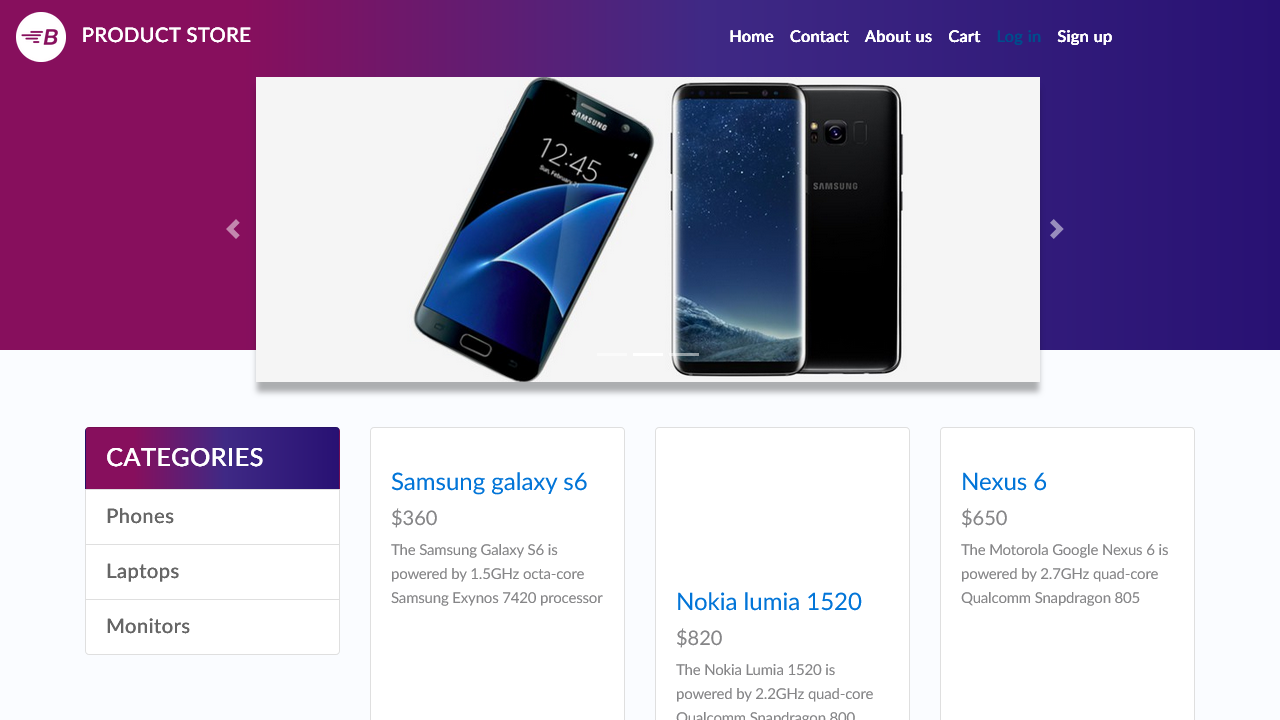 PRODUCT STORE
Home Contact About us Cart Log in Sign up
SAMSUNG
12:45
Sun, February 21
SAMSUNG
CATEGORIES
Phones
Laptops
Monitors
Samsung galaxy s6
$360
The Samsung Galaxy S6 is
powered by 1.5GHz octa-core
Samsung Exynos 7420 processor
Nokia lumia 1520
$820
The Nokia Lumia 1520 is
powered by 2.2GHz quad-core
Qualcomm Snapdragon 800
Nexus 6
$650
The Motorola Google Nexus 6 is
powered by 2.7GHz quad-core
Qualcomm Snapdragon 805